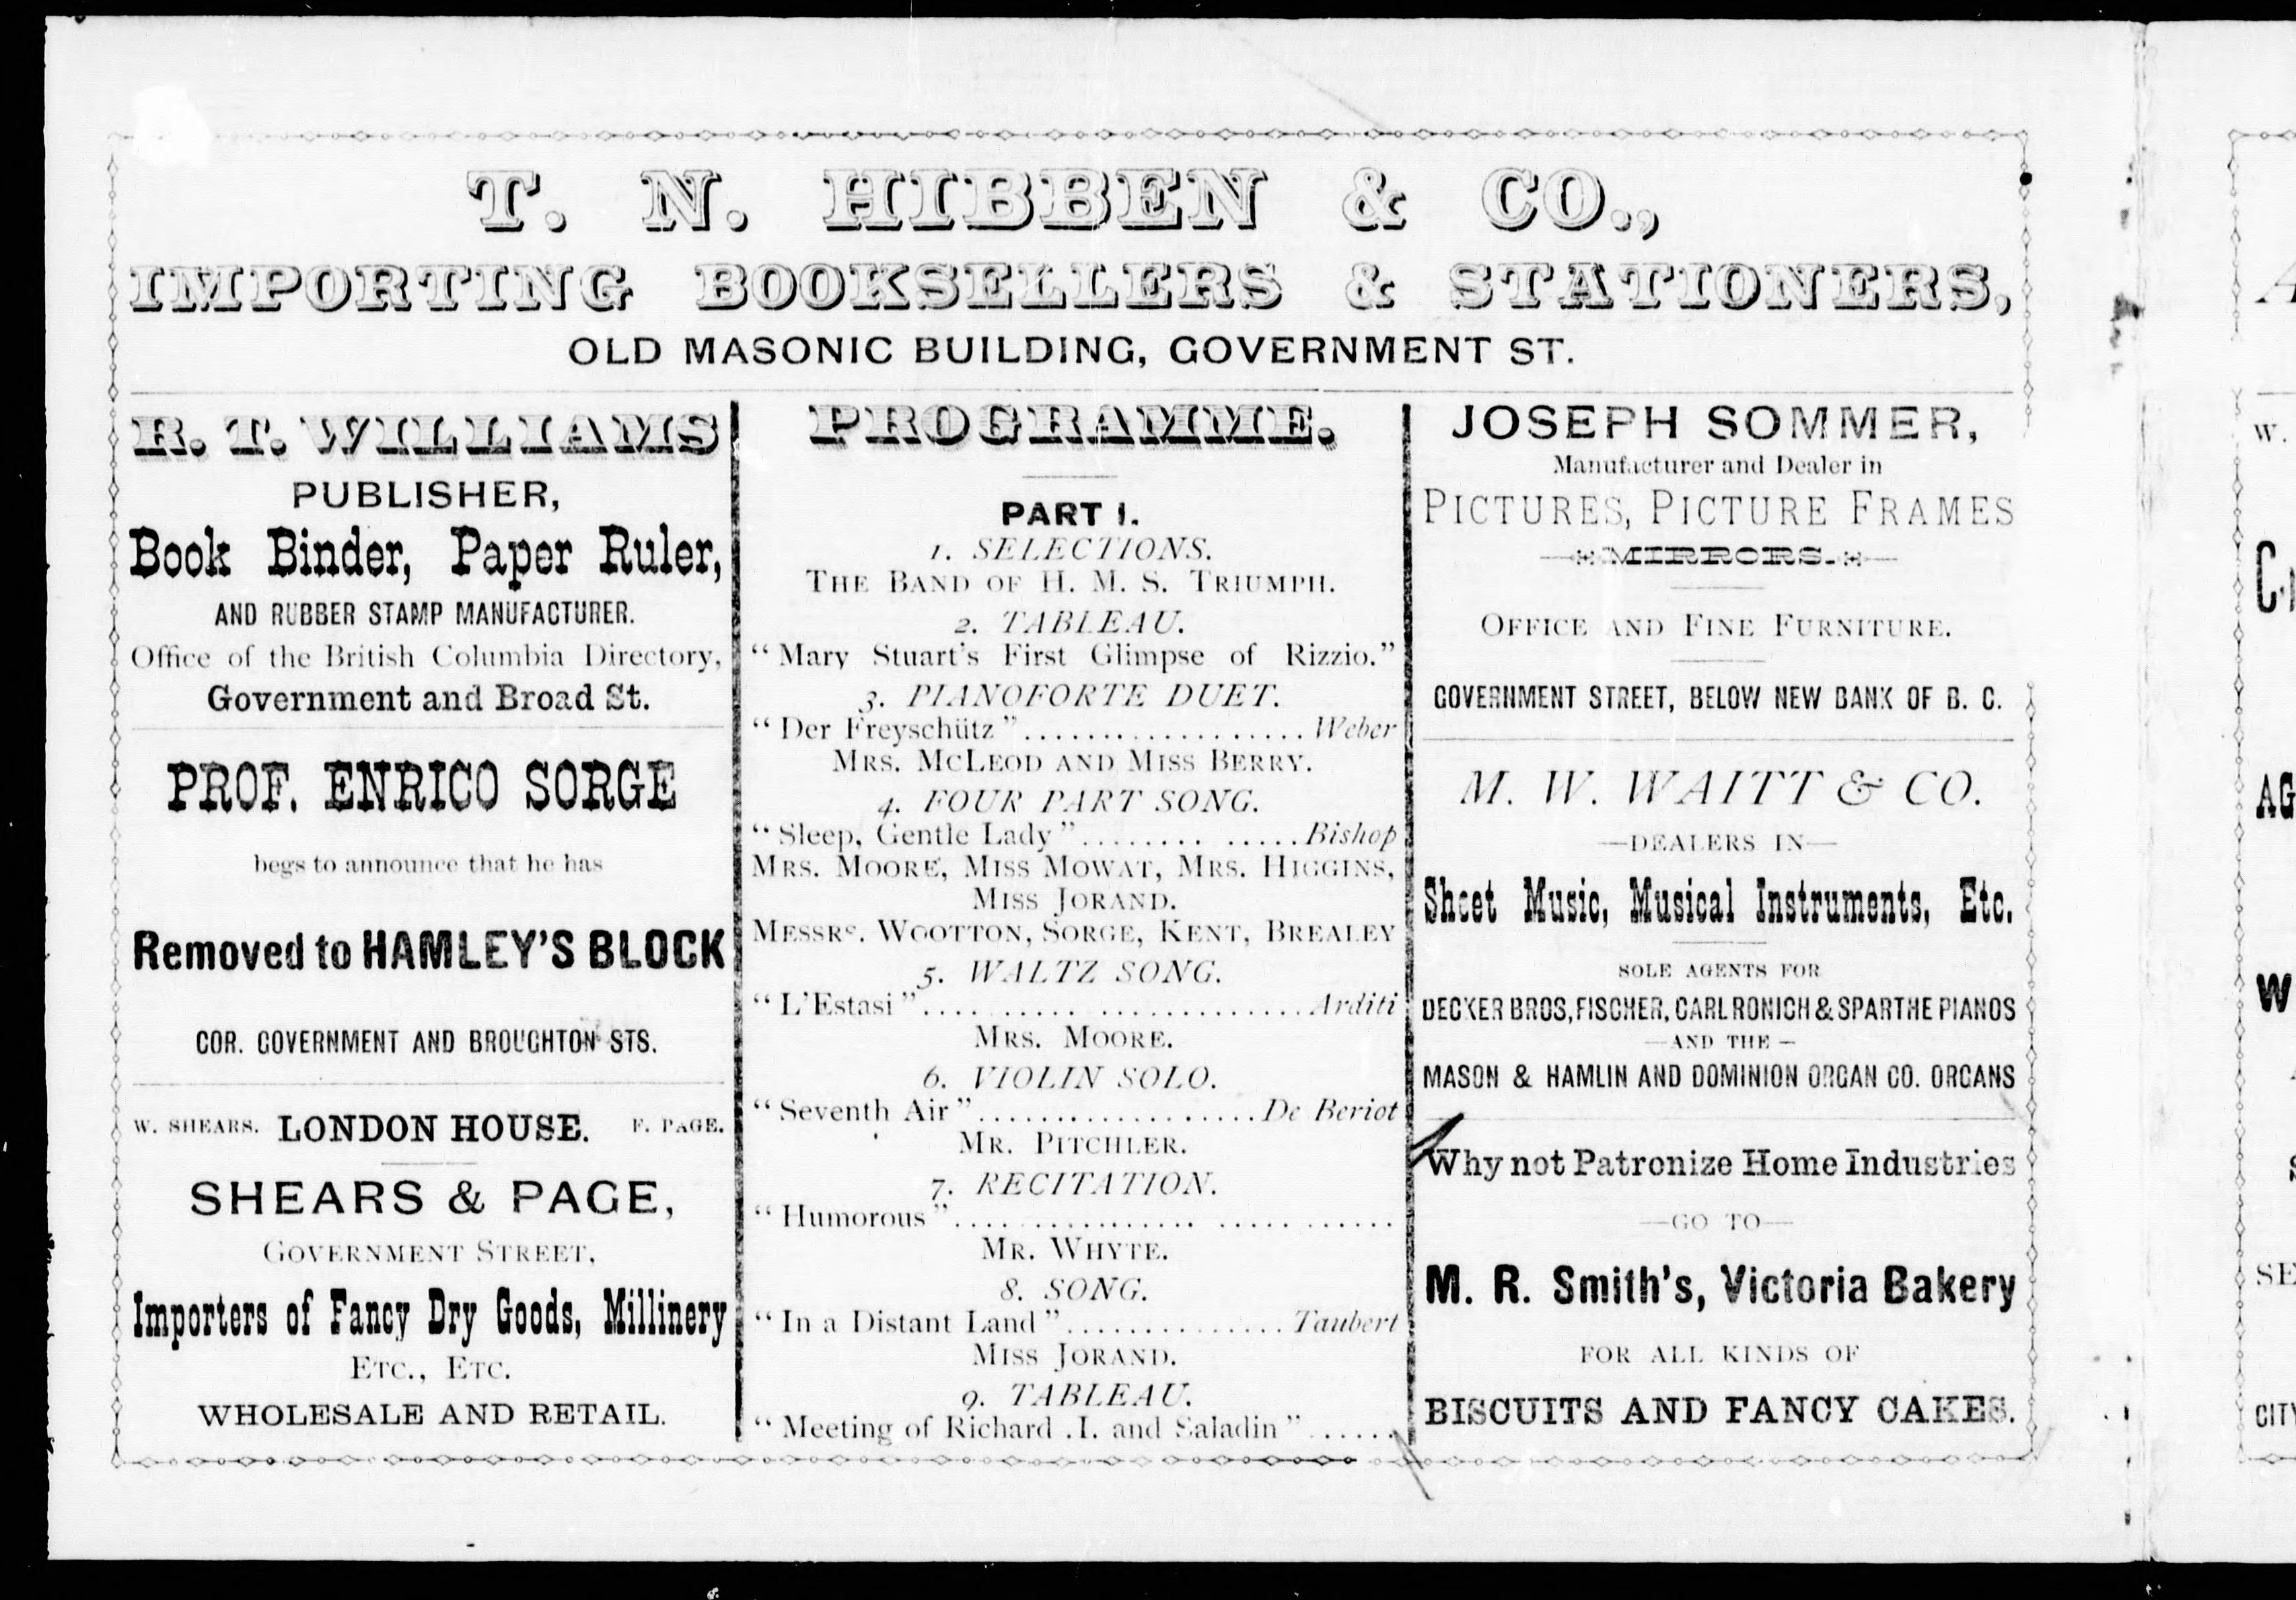 T. N. HIBBEN & CO.,
IMPORTING BOOKSELLERS & STATIONERS,
OLD MASONIC BUILDING, GOVERNMENT ST.
R. T. WILLIAMS
PUBLISHER,
Book Binder, Paper Ruler,
AND RUBBER STAMP MANUFACTURER.
Office of the British Columbia Directory,
Government and Broad St.
PROF. ENRICO SORGE
begs to announce that he has
Removed to HAMLEY'S BLOCK
COR. GOVERNMENT AND BROUGHTON STS.
W. SHEARS. LONDON HOUSE. F. PAGE.
SHEARS & PAGE,
GOVERNMENT STREET,
Importers of Fancy Dry Goods, Millinery
ETC., ETC.
WHOLESALE AND RETAIL.
PROGRAMME.
PART I.
1. SELECTIONS.
THE BAND OF H. M. S. TRIUMPH.
2. TABLEAU.
"Mary Stuart's First Glimpse of Rizzio."
3. PIANOFORTE DUET.
"Der Freyschütz".................. Weber
MRS. MCLEOD AND MISS BERRY.
4. FOUR PART SONG.
"Sleep, Gentle Lady"........ .....Bishop
MRS. MOORE, MISS MOWAT, MRS. HIGGINS,
MISS JORAND.
MESSRS. WOOTTON, SORGE, KENT, BREALEY
5. WALTZ SONG.
"L'Estasi".... ..... .............Arditi
MRS. MOORE.
6. VIOLIN SOLO.
"Seventh Air"..................De Beriot
MR. PITCHLER.
7. RECITATION.
"Humorous"................ ..... ......
MR. WHYTE.
8. SONG.
"In a Distant Land"..............Taubert
MISS JORAND.
9. TABLEAU.
"Meeting of Richard .I. and Saladin"......
JOSEPH SOMMER,
Manufacturer and Dealer in
PICTURES, PICTURE FRAMES
MIRRORS.
OFFICE AND FINE FURNITURE.
GOVERNMENT STREET, BELOW NEW BANK OF B. C.
M. W. WAITT & CO.
—DEALERS IN—
Sheet Music, Musical Instruments, Etc.
SOLE AGENTS FOR
DECKER BROS, FISCHER, CARL RONICH & SPARTHE PIANOS
—AND THE—
MASON & HAMLIN AND DOMINION ORGAN CO. ORGANS
Why not Patronize Home Industries
—GO TO—
M. R. Smith's, Victoria Bakery
FOR ALL KINDS OF
BISCUITS AND FANCY CAKES.